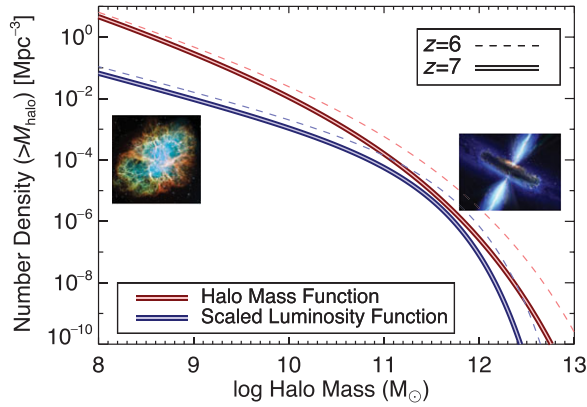 Number Density (>M_halo) [Mpc⁻³]
10⁰
10⁻²
10⁻⁴
10⁻⁶
10⁻⁸
10⁻¹⁰
z=6
z=7
Halo Mass Function
Scaled Luminosity Function
8 9 10 11 12 13
log Halo Mass (M☉)